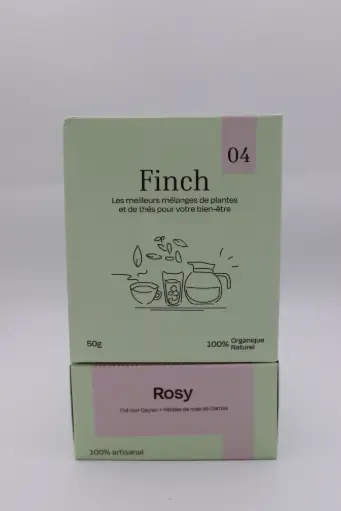 04
Finch
Les meilleurs mélanges de plantes
et de thés pour votre bien-être
50g
100% Organique
Naturel
Rosy
Thé noir Ceylan + Pétales de rose de Damas
100% artisanal